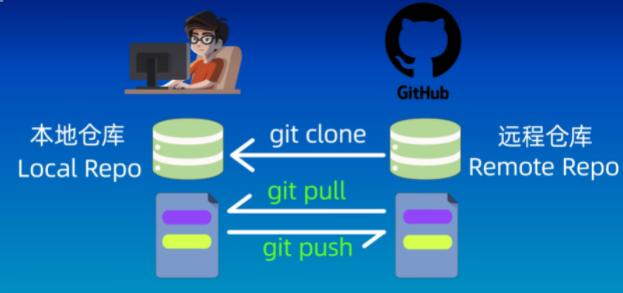 GitHub
本地仓库
Local Repo
git clone
远程仓库
Remote Repo
git pull
git push